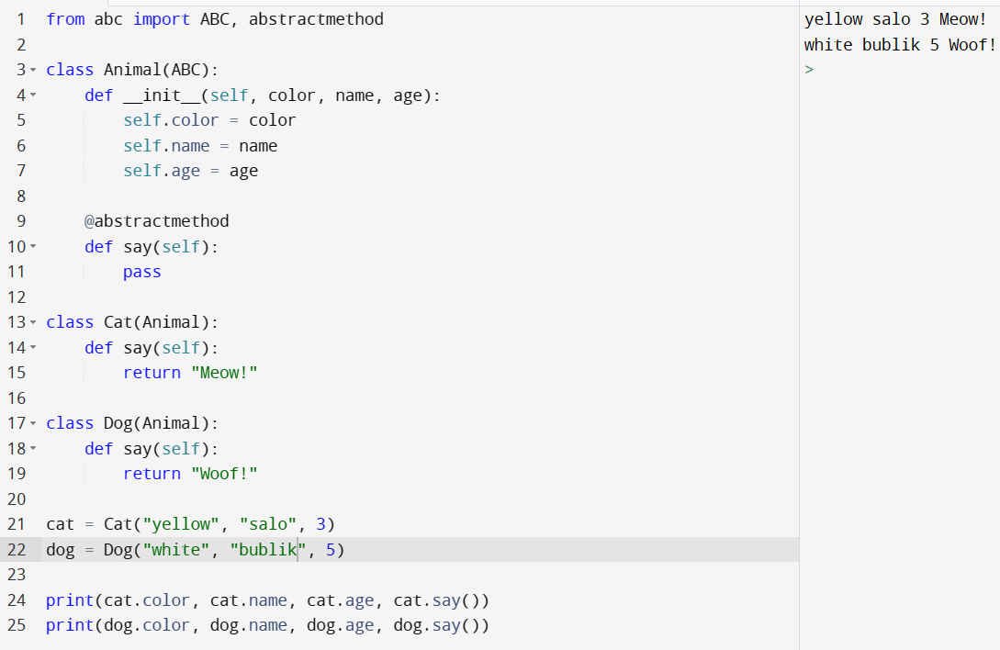 1 from abc import ABC, abstractmethod
2
3 class Animal(ABC):
4     def __init__(self, color, name, age):
5         self.color = color
6         self.name = name
7         self.age = age
8
9     @abstractmethod
10     def say(self):
11         pass
12
13 class Cat(Animal):
14     def say(self):
15         return "Meow!"
16
17 class Dog(Animal):
18     def say(self):
19         return "Woof!"
20
21 cat = Cat("yellow", "salo", 3)
22 dog = Dog("white", "bublik", 5)
23
24 print(cat.color, cat.name, cat.age, cat.say())
25 print(dog.color, dog.name, dog.age, dog.say())
yellow salo 3 Meow!
white bublik 5 Woof!
>